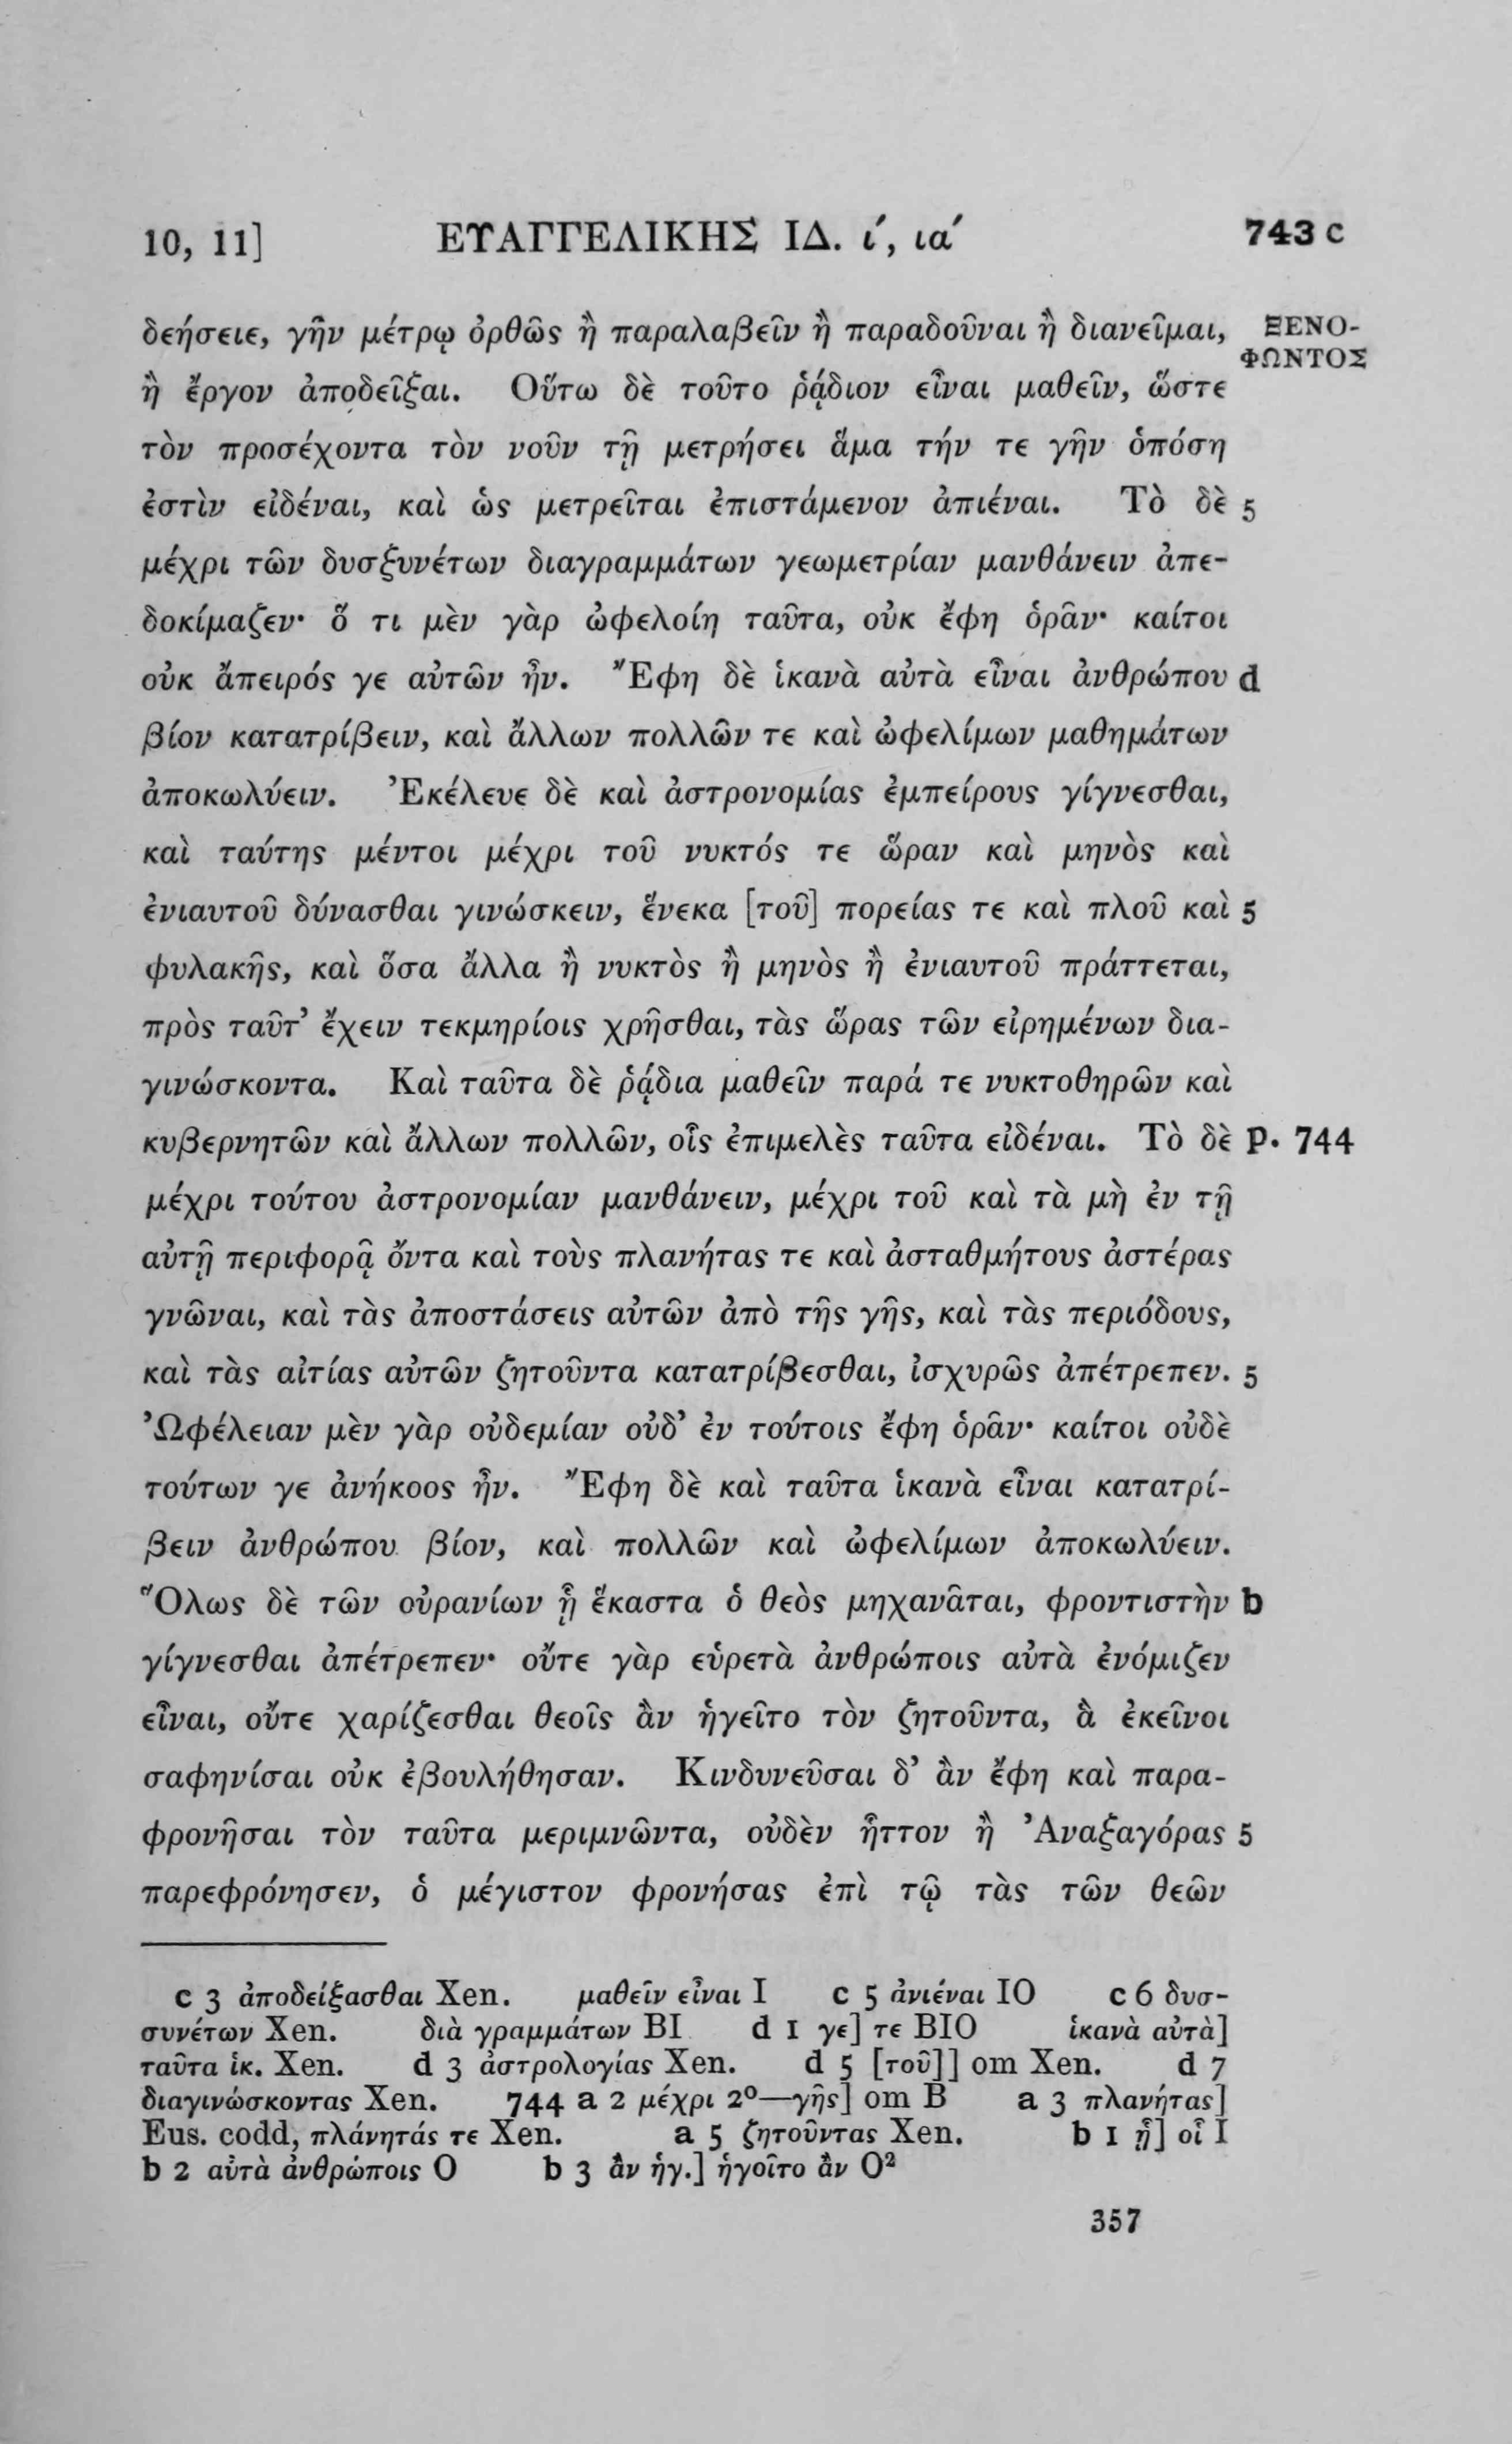 10, 11] ΕΥΑΓΓΕΛΙΚΗΣ ΙΔ. ί, ια΄ 743 c
δεήσειε, γῆν μέτρῳ ὀρθῶς ἢ παραλαβεῖν ἢ παραδοῦναι ἢ διανεῖμαι, ΞΕΝΟ-
ΦΩΝΤΟΣ
ἢ ἔργον ἀποδεῖξαι. Οὕτω δὲ τοῦτο ῥᾴδιον εἶναι μαθεῖν, ὥστε
τὸν προσέχοντα τὸν νοῦν τῇ μετρήσει ἅμα τήν τε γῆν ὁπόση
ἐστὶν εἰδέναι, καὶ ὡς μετρεῖται ἐπιστάμενον ἀπιέναι. Τὸ δὲ 5
μέχρι τῶν δυσξυνέτων διαγραμμάτων γεωμετρίαν μανθάνειν ἀπε-
δοκίμαζεν· ὅ τι μὲν γὰρ ὠφελοίη ταῦτα, οὐκ ἔφη ὁρᾶν· καίτοι
οὐκ ἄπειρός γε αὐτῶν ἦν. Ἔφη δὲ ἱκανὰ αὐτὰ εἶναι ἀνθρώπου d
βίον κατατρίβειν, καὶ ἄλλων πολλῶν τε καὶ ὠφελίμων μαθημάτων
ἀποκωλύειν. Ἐκέλευε δὲ καὶ ἀστρονομίας ἐμπείρους γίγνεσθαι,
καὶ ταύτης μέντοι μέχρι τοῦ νυκτός τε ὥραν καὶ μηνὸς καὶ
ἐνιαυτοῦ δύνασθαι γινώσκειν, ἕνεκα [τοῦ] πορείας τε καὶ πλοῦ καὶ 5
φυλακῆς, καὶ ὅσα ἄλλα ἢ νυκτὸς ἢ μηνὸς ἢ ἐνιαυτοῦ πράττεται,
πρὸς ταῦτ’ ἔχειν τεκμηρίοις χρῆσθαι, τὰς ὥρας τῶν εἰρημένων δια-
γινώσκοντα. Καὶ ταῦτα δὲ ῥᾴδια μαθεῖν παρά τε νυκτοθηρῶν καὶ
κυβερνητῶν καὶ ἄλλων πολλῶν, οἷς ἐπιμελὲς ταῦτα εἰδέναι. Τὸ δὲ p. 744
μέχρι τούτου ἀστρονομίαν μανθάνειν, μέχρι τοῦ καὶ τὰ μὴ ἐν τῇ
αὐτῇ περιφορᾷ ὄντα καὶ τοὺς πλανήτας τε καὶ ἀσταθμήτους ἀστέρας
γνῶναι, καὶ τὰς ἀποστάσεις αὐτῶν ἀπὸ τῆς γῆς, καὶ τὰς περιόδους,
καὶ τὰς αἰτίας αὐτῶν ζητοῦντα κατατρίβεσθαι, ἰσχυρῶς ἀπέτρεπεν. 5
Ὠφέλειαν μὲν γὰρ οὐδεμίαν οὐδ’ ἐν τούτοις ἔφη ὁρᾶν· καίτοι οὐδὲ
τούτων γε ἀνήκοος ἦν. Ἔφη δὲ καὶ ταῦτα ἱκανὰ εἶναι κατατρί-
βειν ἀνθρώπου βίον, καὶ πολλῶν καὶ ὠφελίμων ἀποκωλύειν.
Ὅλως δὲ τῶν οὐρανίων ᾗ ἕκαστα ὁ θεὸς μηχανᾶται, φροντιστὴν b
γίγνεσθαι ἀπέτρεπεν· οὔτε γὰρ εὑρετὰ ἀνθρώποις αὐτὰ ἐνόμιζεν
εἶναι, οὔτε χαρίζεσθαι θεοῖς ἂν ἡγεῖτο τὸν ζητοῦντα, ἃ ἐκεῖνοι
σαφηνίσαι οὐκ ἐβουλήθησαν. Κινδυνεῦσαι δ’ ἂν ἔφη καὶ παρα-
φρονῆσαι τὸν ταῦτα μεριμνῶντα, οὐδὲν ἧττον ἢ Ἀναξαγόρας 5
παρεφρόνησεν, ὁ μέγιστον φρονήσας ἐπὶ τῷ τὰς τῶν θεῶν
c 3 ἀποδείξασθαι Xen. μαθεῖν εἶναι I c 5 ἀνιέναι IO c 6 δυσ-
συνέτων Xen. διὰ γραμμάτων BI d 1 γε] τε BIO ἱκανὰ αὐτὰ]
ταῦτα ἱκ. Xen. d 3 ἀστρολογίας Xen. d 5 [τοῦ]] om Xen. d 7
διαγινώσκοντας Xen. 744 a 2 μέχρι 2º—γῆς] om B a 3 πλανήτας]
Eus. codd, πλάνητάς τε Xen. a 5 ζητοῦντας Xen. b 1 ᾗ] οἷ I
b 2 αὐτὰ ἀνθρώποις O b 3 ἂν ἡγ.] ἡγοῖτο ἂν O²
357